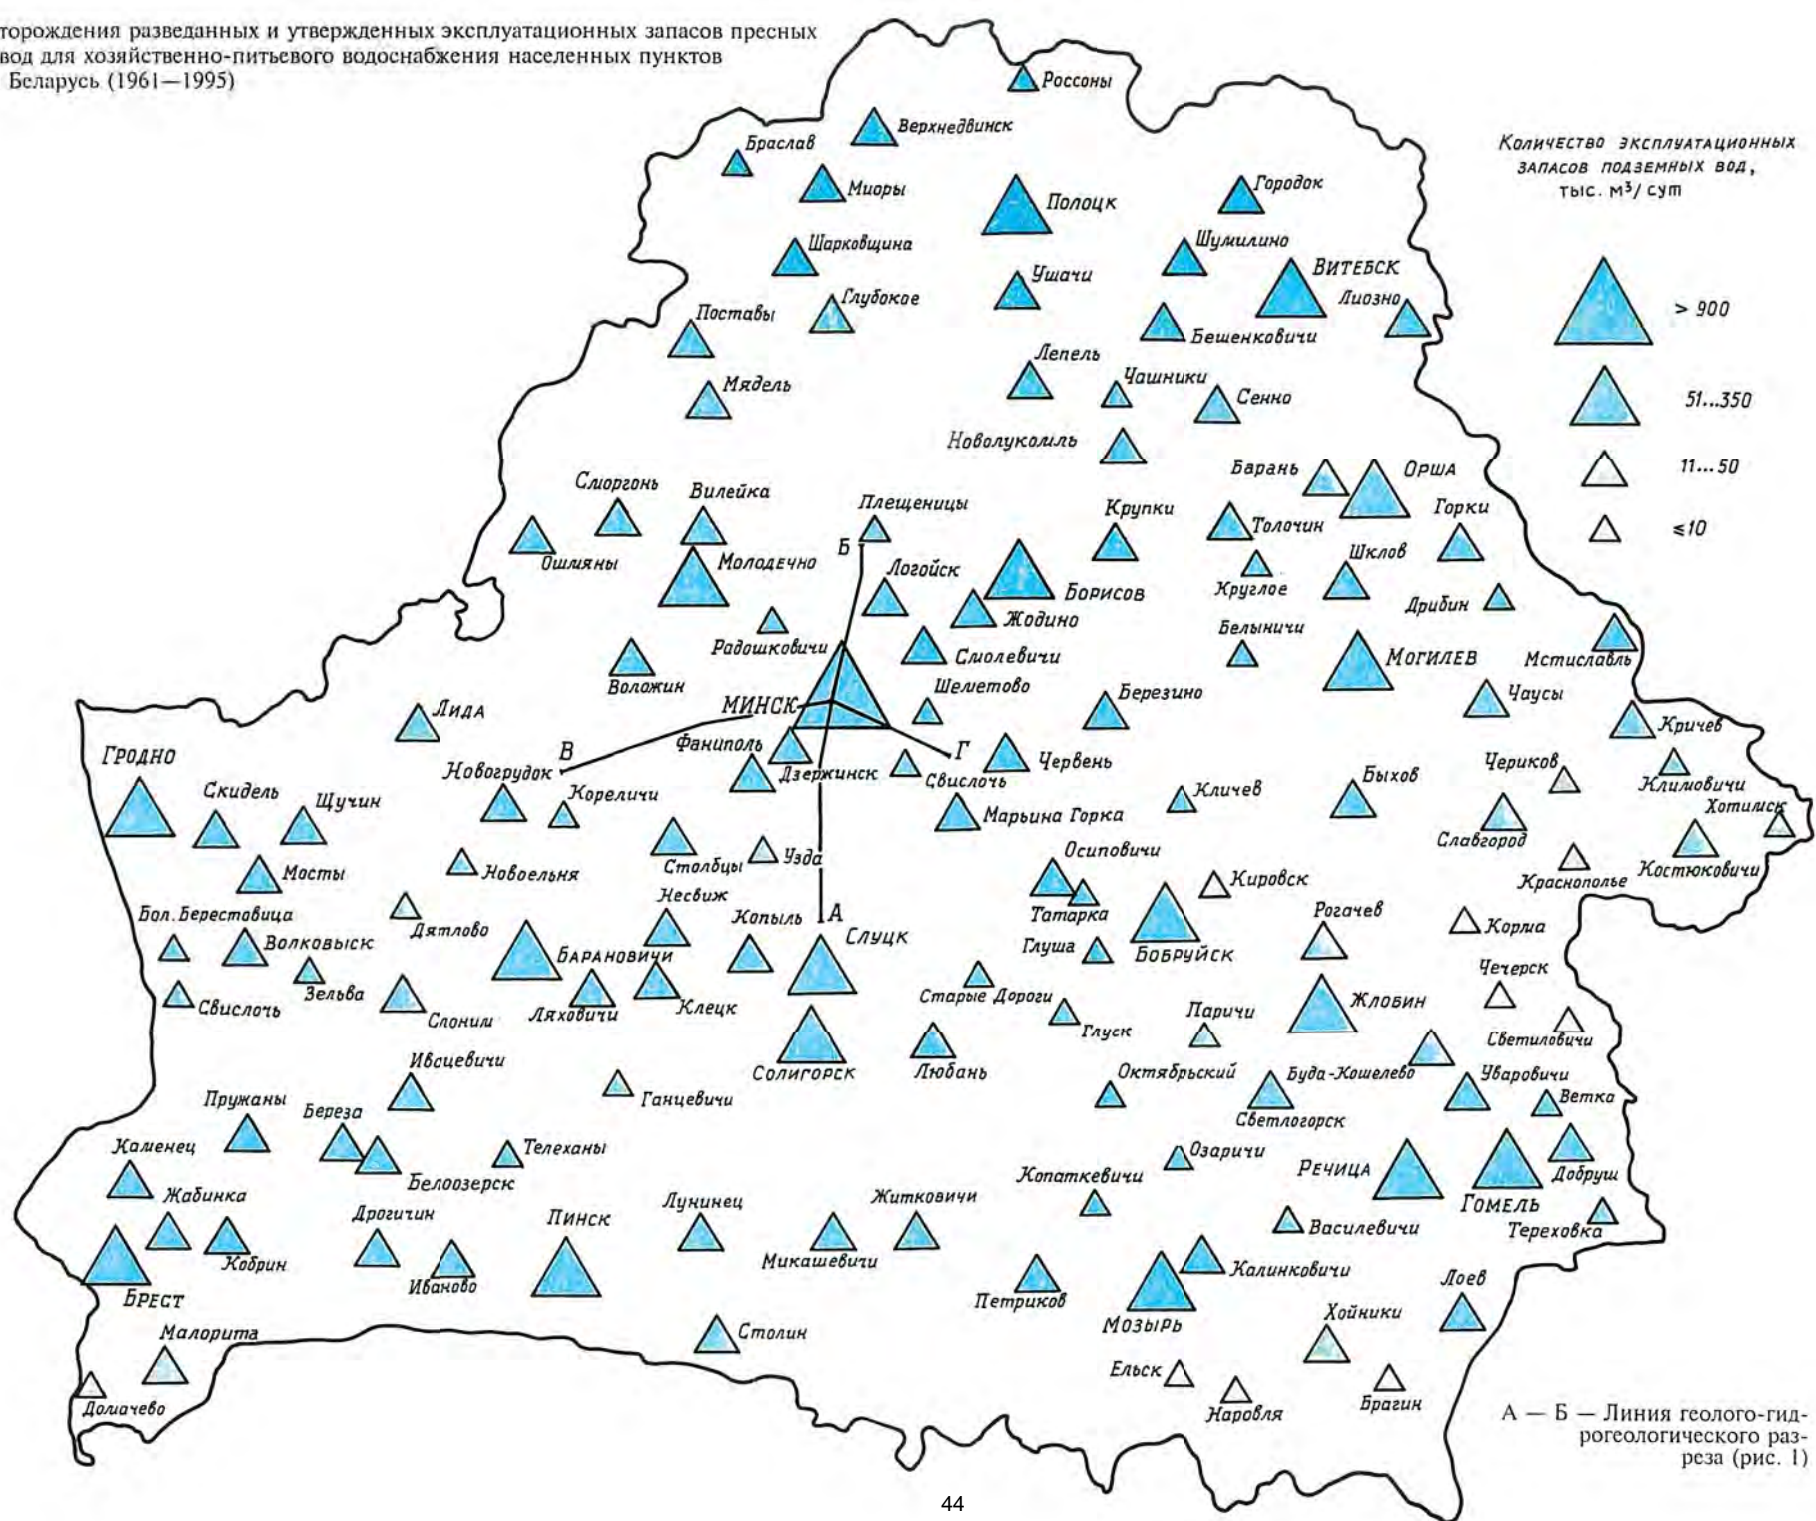 торождения разведанных и утвержденных эксплуатационных запасов пресных
вод для хозяйственно-питьевого водоснабжения населенных пунктов
Беларусь (1961—1995)
Количество эксплуатационных
запасов подземных вод,
тыс. м³/сут
> 900
51...350
11...50
≤10
Россоны
Верхнедвинск
Браслав
Миоры
Полоцк
Городок
Шарковщина
Шумилино
Ушачи
Витебск
Глубокое
Лиозно
Поставы
Бешенковичи
Лепель
Мядель
Чашники
Сенно
Новолукомль
Барань
Орша
Сморгонь
Вилейка
Плещеницы
Крупки
Горки
Толочин
Б
Шклов
Ошмяны
Молодечно
Логойск
Борисов
Круглое
Дрибин
Жодино
Белыничи
Радошковичи
Смолевичи
Могилев
Мстиславль
Воложин
Шеметово
Березино
Чаусы
МИНСК
Лида
Кричев
Фаниполь
Гродно
В
Г
Червень
Новогрудок
Дзержинск
Свислочь
Быхов
Чериков
Климовичи
Скидель
Щучин
Корели​чи
Кличев
Хотимск
Марьина Горка
Славгород
Осиповичи
Узда
Столбцы
Новоельня
Мосты
Костюковичи
Краснополье
Кировск
Несвиж
Рогачев
Татарка
Бол. Берестовица
Копыль
А
Дятлово
Корма
Слуцк
Волковыск
Глуша
Бобруйск
Барановичи
Чечерск
Зельва
Старые Дороги
Жлобин
Свислочь
Клецк
Паричи
Слоним
Ляховичи
Глуск
Светиловичи
Ивоцевичи
Солигорск
Любань
Октябрьский
Буда-Кошелево
Уваровичи
Пружаны
Береза
Ганцевичи
Ветка
Светлогорск
Каменец
Телеханы
Озаричи
Речица
Копаткевичи
Добруш
Белоозерск
Жабинка
Житковичи
Лунинец
Гомель
Дрогичин
Пинск
Василевичи
Тереховка
Кобрин
Микашевичи
Калинковичи
Иваново
Лоев
Брест
Петриков
Хойники
Мозырь
Малорита
Столин
Ельск
Домачево
Наровля
Брагин
А — Б — Линия геолого-гид-
рогеологического раз-
реза (рис. 1)
44